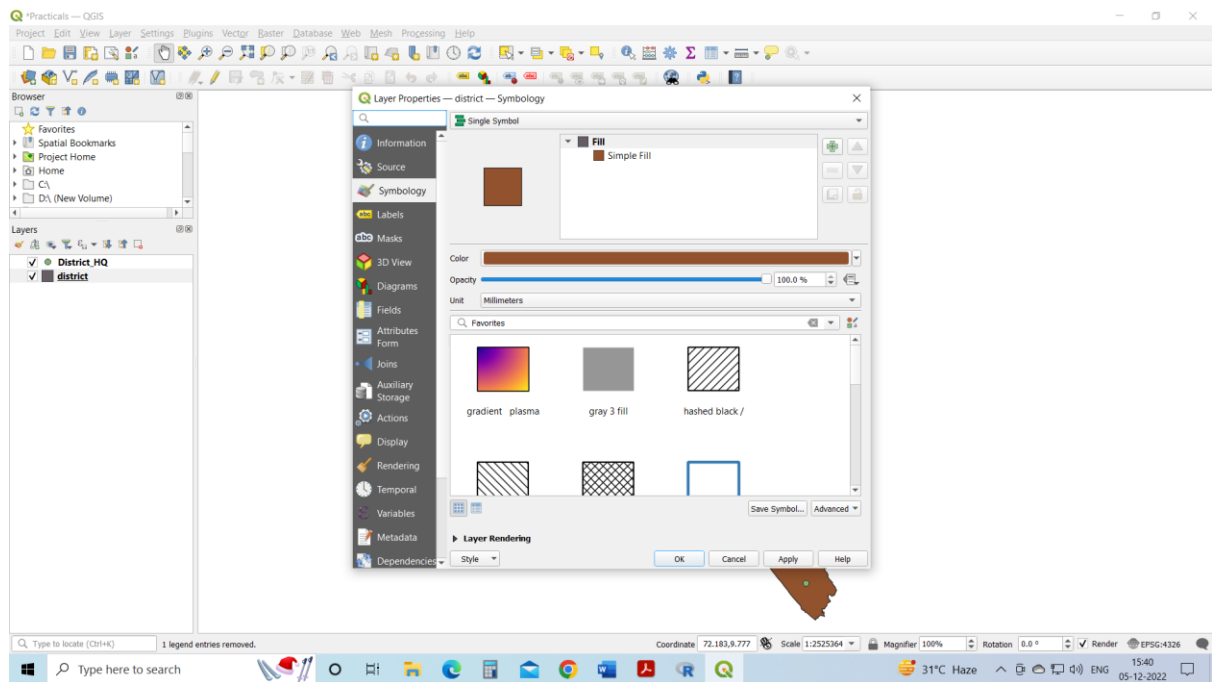 *Practicals — QGIS
Project Edit View Layer Settings Plugins Vector Raster Database Web Mesh Processing Help
Browser
Favorites
Spatial Bookmarks
Project Home
Home
C:\
D:\ (New Volume)
Layers
District_HQ
district
Layer Properties — district — Symbology
Information
Source
Symbology
abc Labels
abc Masks
3D View
Diagrams
Fields
Attributes
Form
Joins
Auxiliary
Storage
Actions
Display
Rendering
Temporal
Variables
Metadata
Dependencies
Single Symbol
Fill
Simple Fill
Color
Opacity 100.0 %
Unit Millimeters
Favorites
gradient plasma gray 3 fill hashed black /
Save Symbol... Advanced
Layer Rendering
Style OK Cancel Apply Help
Type to locate (Ctrl+K) 1 legend entries removed. Coordinate 72.183,9.777 Scale 1:2525364 Magnifier 100% Rotation 0.0 ° Render EPSG:4326
Type here to search 31°C Haze ENG 15:40
05-12-2022